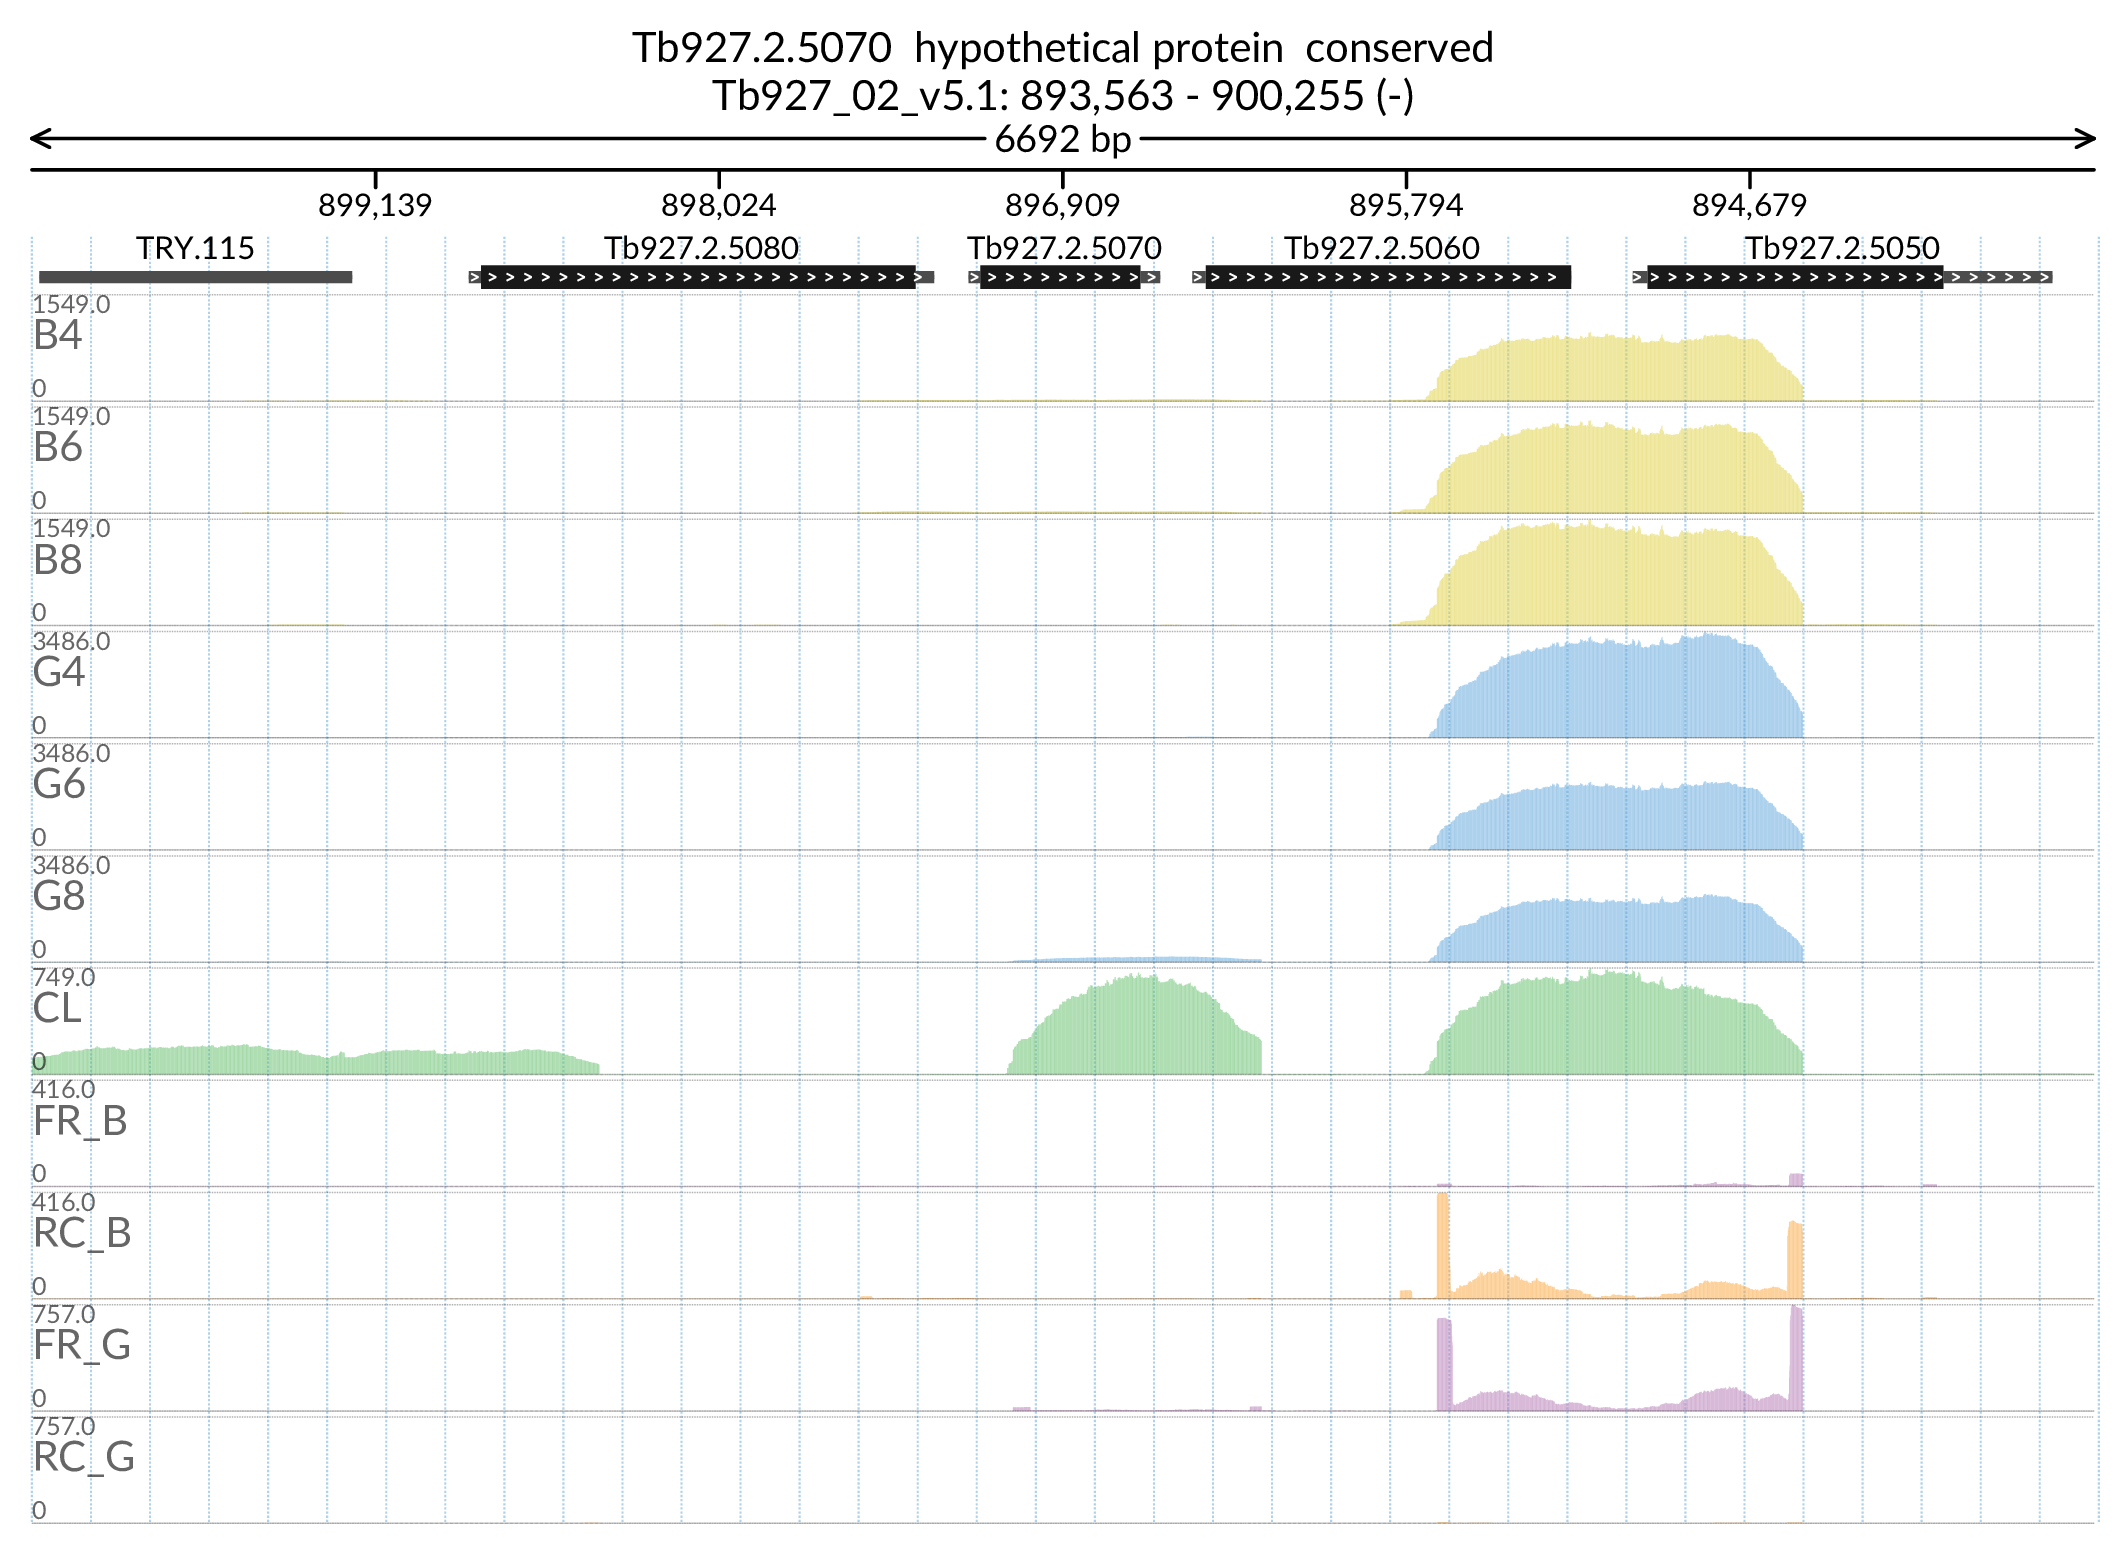 Tb927.2.5070 hypothetical protein conserved
Tb927_02_v5.1: 893,563 - 900,255 (-)
6692 bp
899,139 898,024 896,909 895,794 894,679
TRY.115 Tb927.2.5080 Tb927.2.5070 Tb927.2.5060 Tb927.2.5050
1549.0
B4
0
1549.0
B6
0
1549.0
B8
0
3486.0
G4
0
3486.0
G6
0
3486.0
G8
0
749.0
CL
0
416.0
FR_B
0
416.0
RC_B
0
757.0
FR_G
0
757.0
RC_G
0